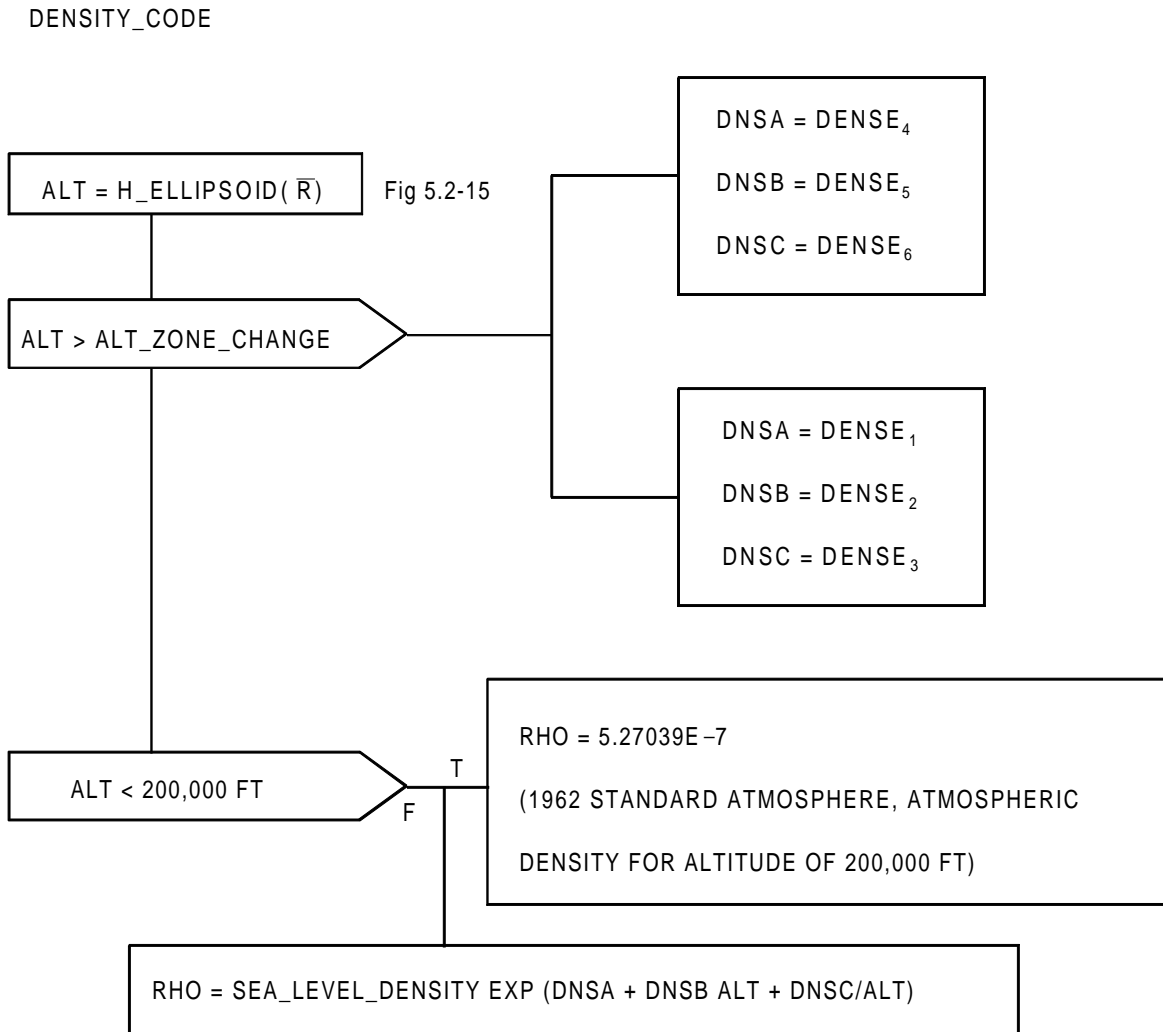 DENSITY_CODE
ALT = H_ELLIPSOID( R̅)
Fig 5.2-15
ALT > ALT_ZONE_CHANGE
DNSA = DENSE₄
DNSB = DENSE₅
DNSC = DENSE₆
DNSA = DENSE₁
DNSB = DENSE₂
DNSC = DENSE₃
ALT < 200,000 FT
T
F
RHO = 5.27039E −7
(1962 STANDARD ATMOSPHERE, ATMOSPHERIC
DENSITY FOR ALTITUDE OF 200,000 FT)
RHO = SEA_LEVEL_DENSITY EXP (DNSA + DNSB ALT + DNSC/ALT)